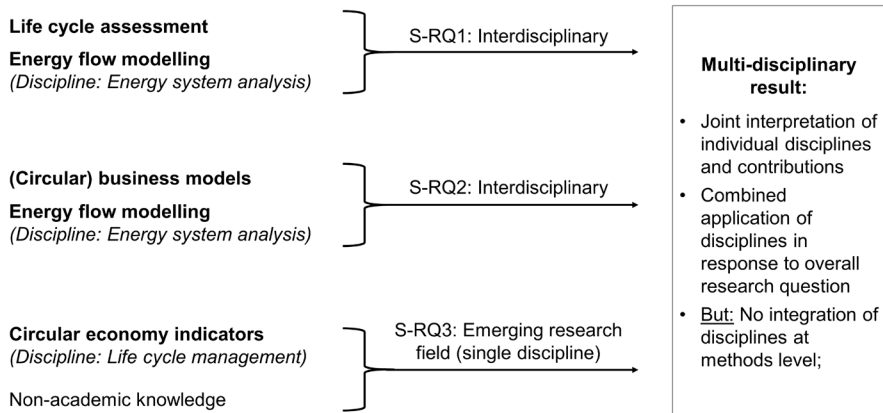 Life cycle assessment
Energy flow modelling
(Discipline: Energy system analysis)
S-RQ1: Interdisciplinary
(Circular) business models
Energy flow modelling
(Discipline: Energy system analysis)
S-RQ2: Interdisciplinary
Circular economy indicators
(Discipline: Life cycle management)
Non-academic knowledge
S-RQ3: Emerging research
field (single discipline)
Multi-disciplinary
result:
• Joint interpretation of
individual disciplines
and contributions
• Combined
application of
disciplines in
response to overall
research question
• But: No integration of
disciplines at
methods level;